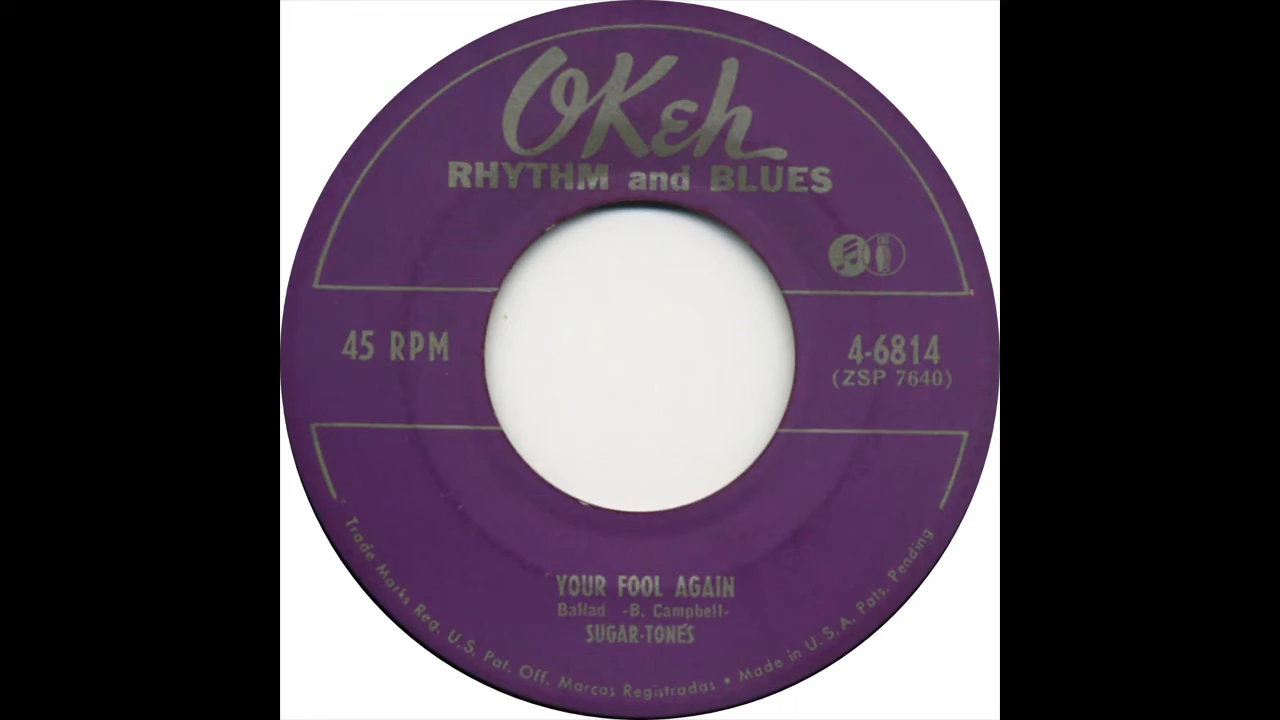 OKeh
RHYTHM and BLUES
45 RPM
4-6814
(ZSP 7640)
YOUR FOOL AGAIN
Ballad -B. Campbell-
SUGAR-TONES
Trade Marks Reg. U.S. Pat. Off. Marcas Registradas • Made in U.S.A. Pats. Pending